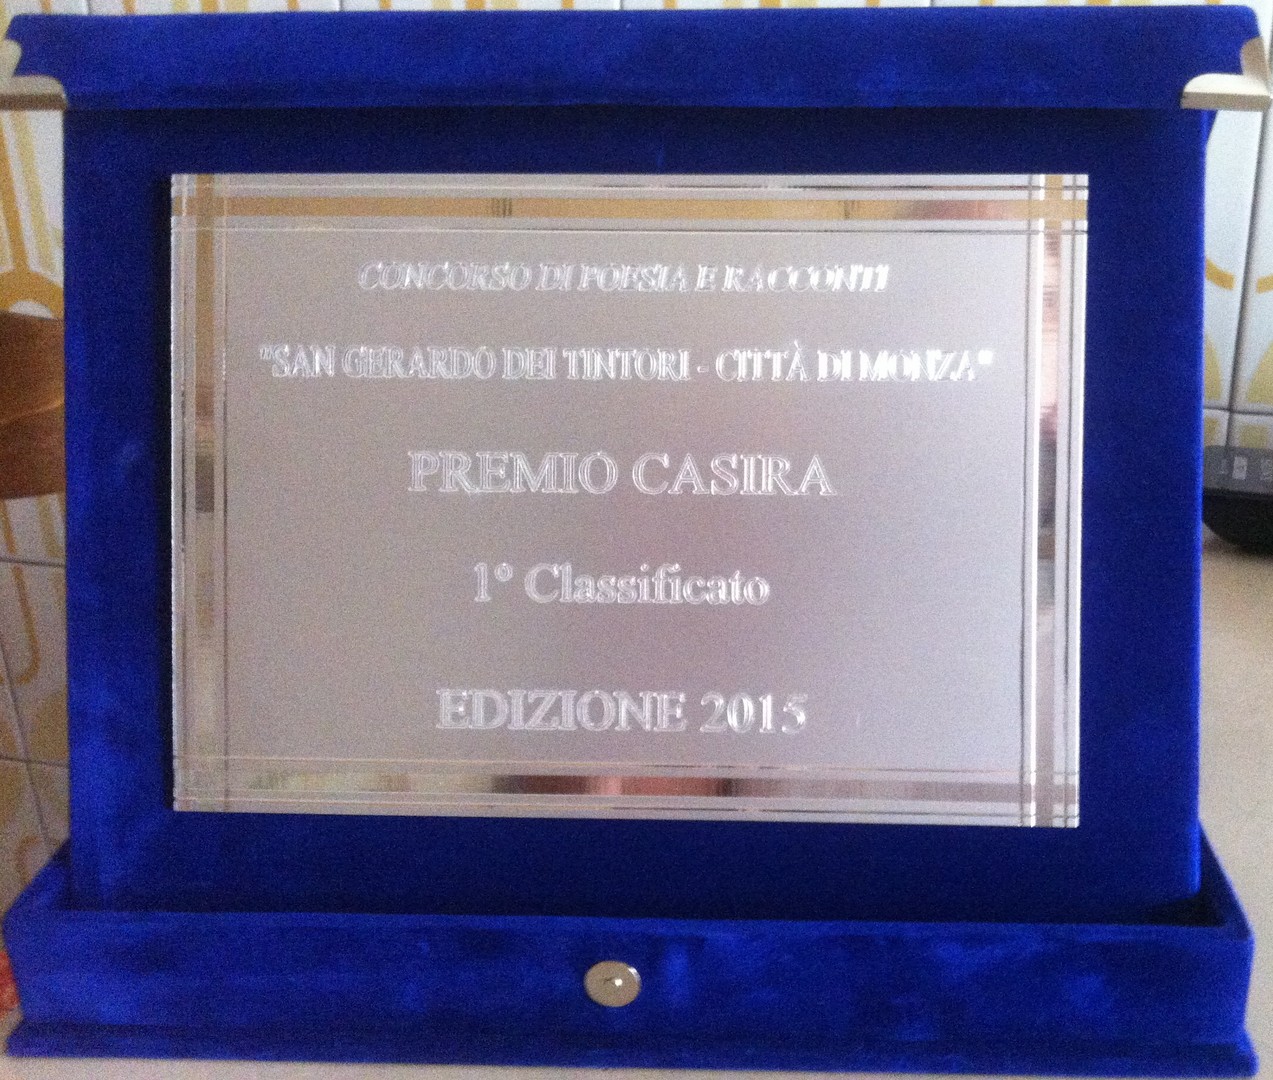 CONCORSO DI POESIA E RACCONTI
"SAN GERARDO DEI TINTORI - CITTÀ DI MONZA"
PREMIO CASIRA
1° Classificato
EDIZIONE 2015